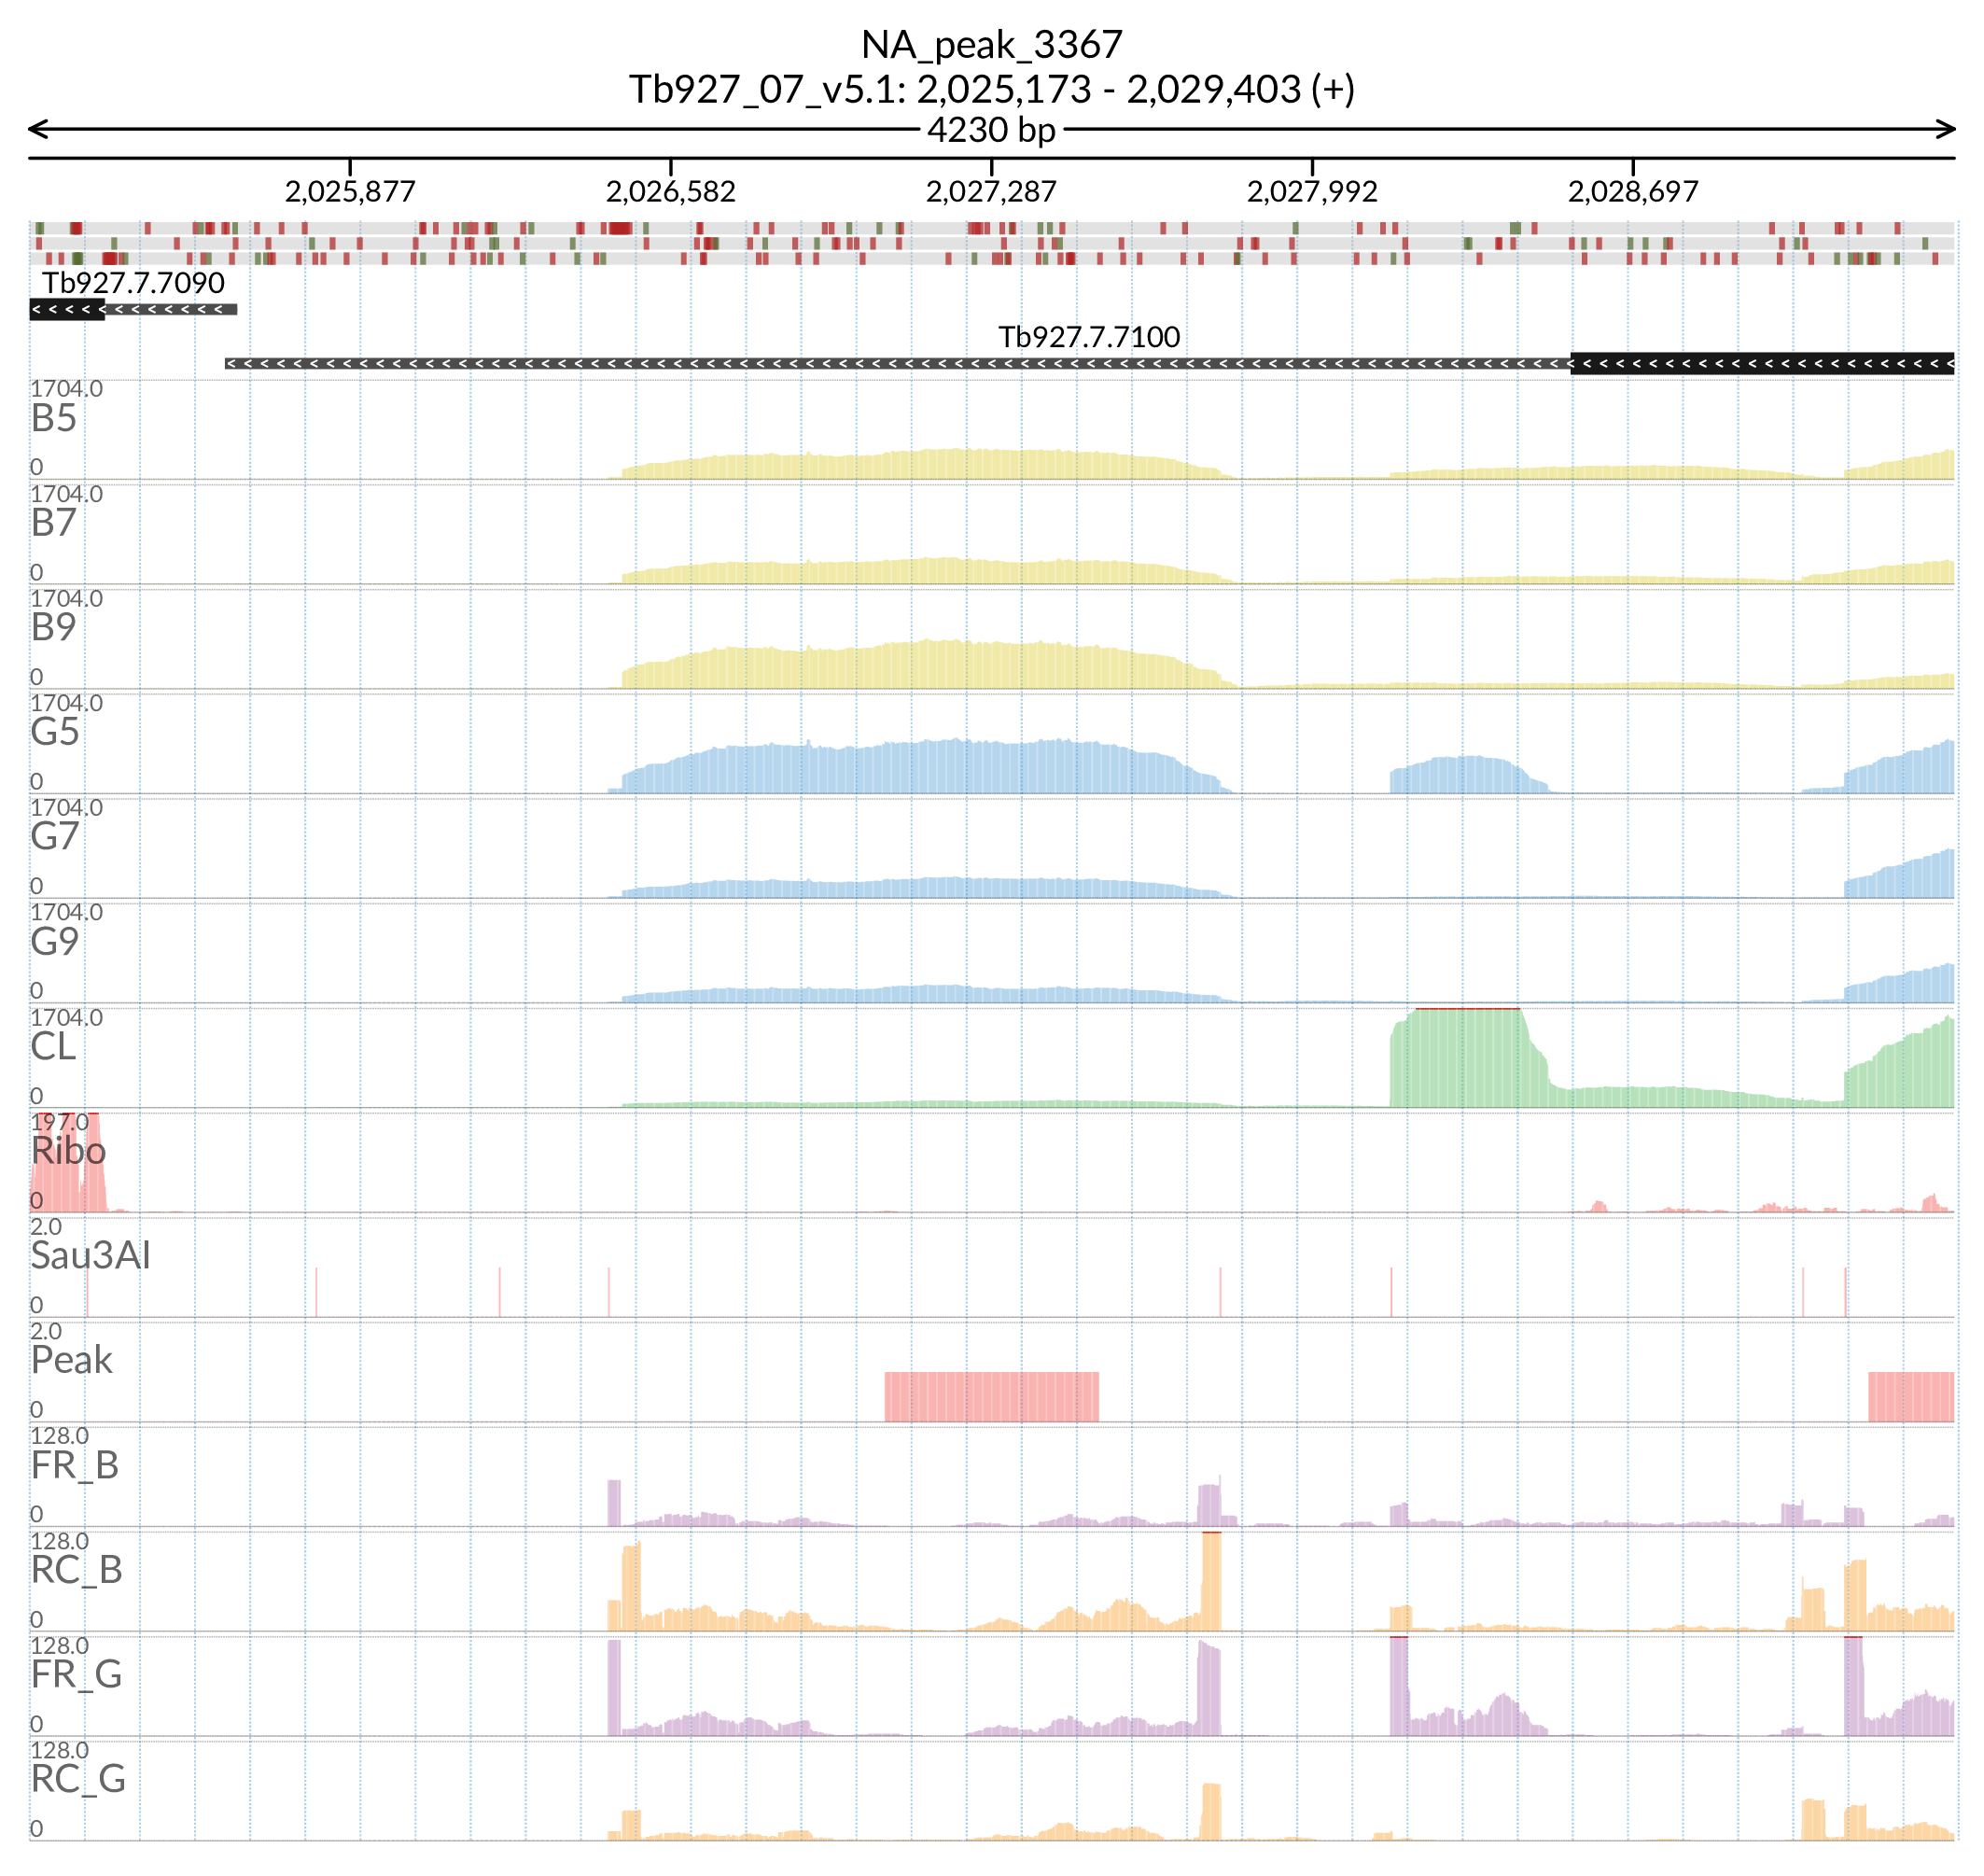 NA_peak_3367
Tb927_07_v5.1: 2,025,173 - 2,029,403 (+)
4230 bp
2,025,877 2,026,582 2,027,287 2,027,992 2,028,697
Tb927.7.7090
Tb927.7.7100
1704.0
B5
0
1704.0
B7
0
1704.0
B9
0
1704.0
G5
0
1704.0
G7
0
1704.0
G9
0
1704.0
CL
0
197.0
Ribo
0
2.0
Sau3AI
0
2.0
Peak
0
128.0
FR_B
0
128.0
RC_B
0
128.0
FR_G
0
128.0
RC_G
0